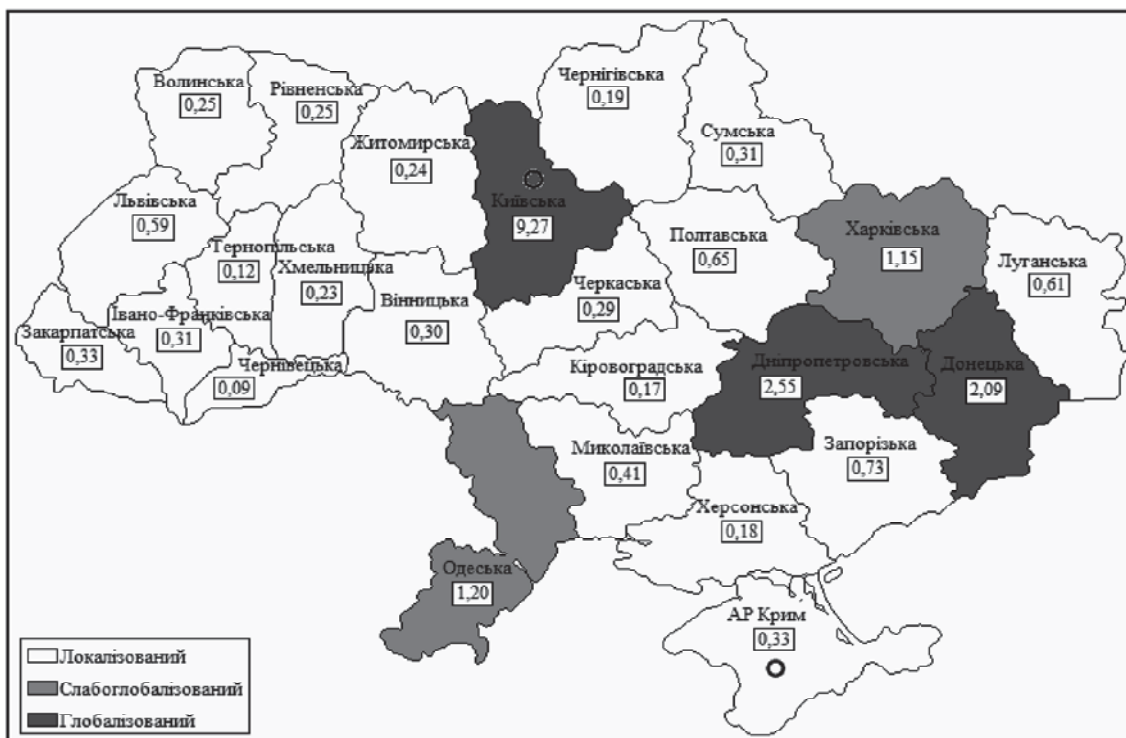 Волинська
0,25
Рівненська
0,25
Житомирська
0,24
Чернігівська
0,19
Сумська
0,31
Київська
9,27
Львівська
0,59
Тернопільська
0,12
Хмельницька
0,23
Вінницька
0,30
Черкаська
0,29
Полтавська
0,65
Харківська
1,15
Луганська
0,61
Закарпатська
0,33
Івано-Франківська
0,31
Чернівецька
0,09
Кіровоградська
0,17
Дніпропетровська
2,55
Донецька
2,09
Миколаївська
0,41
Запорізька
0,73
Херсонська
0,18
Одеська
1,20
АР Крим
0,33
Локалізований
Слабоглобалізований
Глобалізований